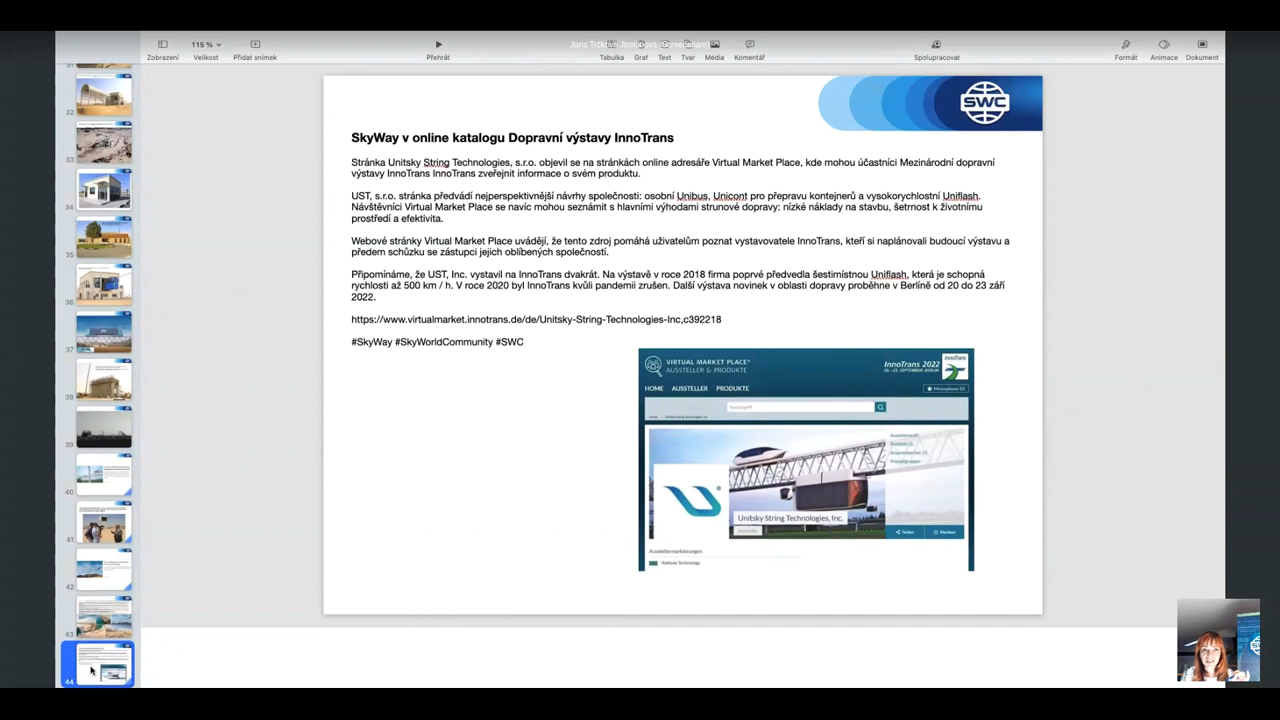 115 %
Zobrazení
Velikost
Přidat snímek
Přehrát
Tabulka
Graf
Text
Tvar
Média
Komentář
Spolupracovat
Formát
Animace
Dokument
32
33
34
35
36
37
38
39
40
41
42
43
44
SWC
SkyWay v online katalogu Dopravní výstavy InnoTrans
Stránka Unitsky String Technologies, s.r.o. objevil se na stránkách online adresáře Virtual Market Place, kde mohou účastníci Mezinárodní dopravní
výstavy InnoTrans InnoTrans zveřejnit informace o svém produktu.
UST, s.r.o. stránka předvádí nejperspektivnější návrhy společnosti: osobní Unibus, Unicont pro přepravu kontejnerů a vysokorychlostní Uniflash.
Návštěvníci Virtual Market Place se navíc mohou seznámit s hlavními výhodami strunové dopravy: nízké náklady na stavbu, šetrnost k životnímu
prostředí a efektivita.
Webové stránky Virtual Market Place uvádějí, že tento zdroj pomáhá uživatelům poznat vystavovatele InnoTrans, kteří si naplánovali budoucí výstavu a
předem schůzku se zástupci jejich oblíbených společností.
Připomínáme, že UST, Inc. vystavil na InnoTrans dvakrát. Na výstavě v roce 2018 firma poprvé předvedla šestimístnou Uniflash, která je schopná
rychlosti až 500 km / h. V roce 2020 byl InnoTrans kvůli pandemii zrušen. Další výstava novinek v oblasti dopravy proběhne v Berlíně od 20 do 23 září
2022.
https://www.virtualmarket.innotrans.de/de/Unitsky-String-Technologies-Inc,c392218
#SkyWay #SkyWorldCommunity #SWC
VIRTUAL MARKET PLACE®
AUSSTELLER & PRODUKTE
InnoTrans 2022
HOME AUSSTELLER PRODUKTE
Unitsky String Technologies, Inc.
Teilen
Merken
Ausstellermarkierungen
Railway Technology